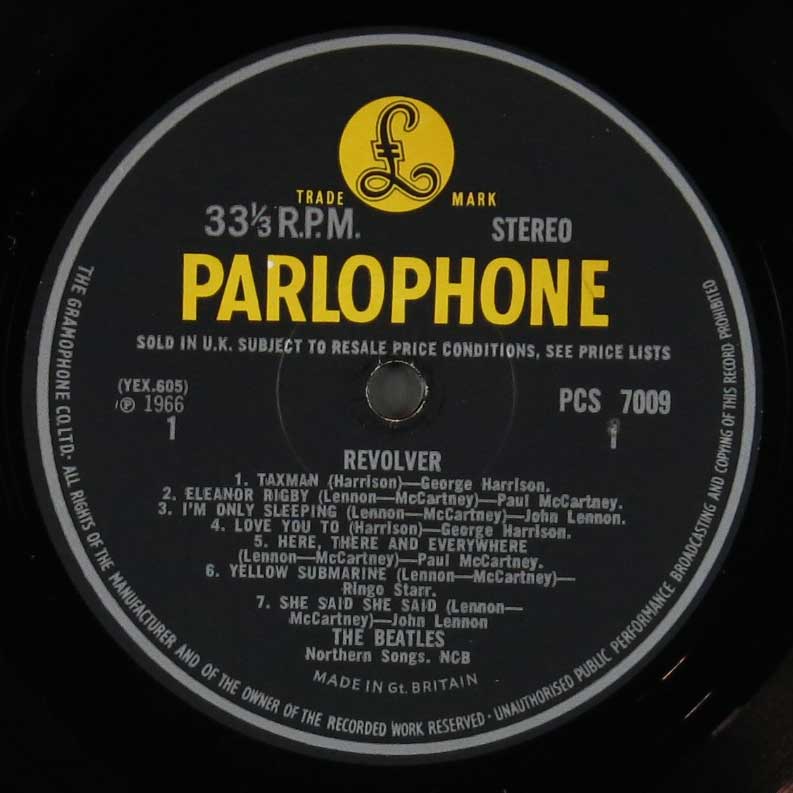 £
TRADE MARK
33⅓ R.P.M. STEREO
PARLOPHONE
SOLD IN U.K. SUBJECT TO RESALE PRICE CONDITIONS, SEE PRICE LISTS
(YEX.605)
℗ 1966
1
PCS 7009
1
REVOLVER
1. TAXMAN (Harrison)—George Harrison.
2. ELEANOR RIGBY (Lennon—McCartney)—Paul McCartney.
3. I'M ONLY SLEEPING (Lennon—McCartney)—John Lennon.
4. LOVE YOU TO (Harrison)—George Harrison.
5. HERE, THERE AND EVERYWHERE
(Lennon—McCartney)—Paul McCartney.
6. YELLOW SUBMARINE (Lennon—McCartney)—
Ringo Starr.
7. SHE SAID SHE SAID (Lennon—
McCartney)—John Lennon
THE BEATLES
Northern Songs. NCB
MADE IN Gt. BRITAIN
THE GRAMOPHONE CO. LTD. · ALL RIGHTS OF THE MANUFACTURER AND OF THE OWNER OF THE RECORDED WORK RESERVED · UNAUTHORISED PUBLIC PERFORMANCE BROADCASTING AND COPYING OF THIS RECORD PROHIBITED